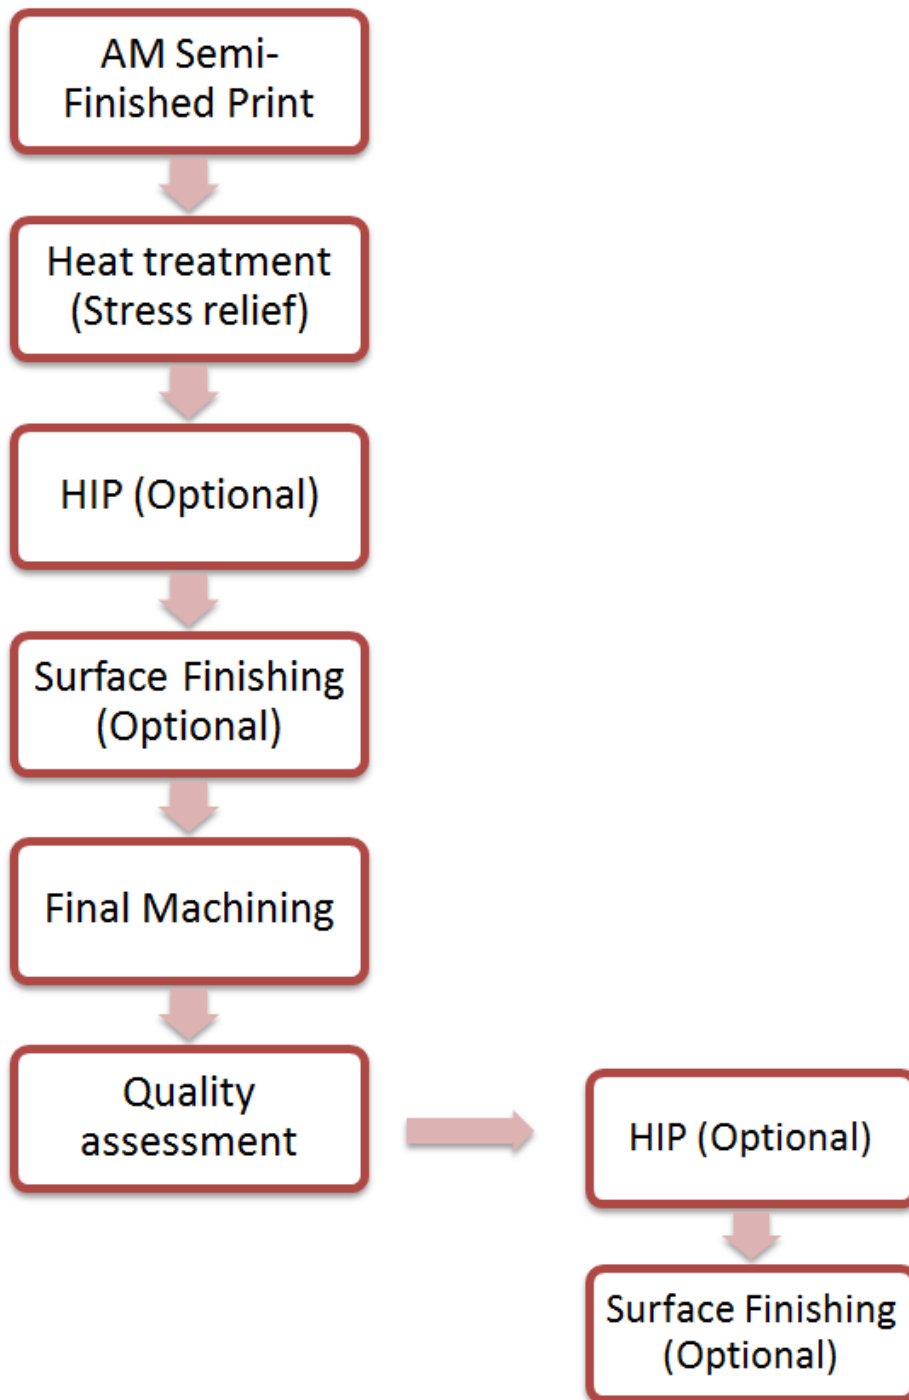 AM Semi-
Finished Print
Heat treatment
(Stress relief)
HIP (Optional)
Surface Finishing
(Optional)
Final Machining
Quality
assessment
HIP (Optional)
Surface Finishing
(Optional)